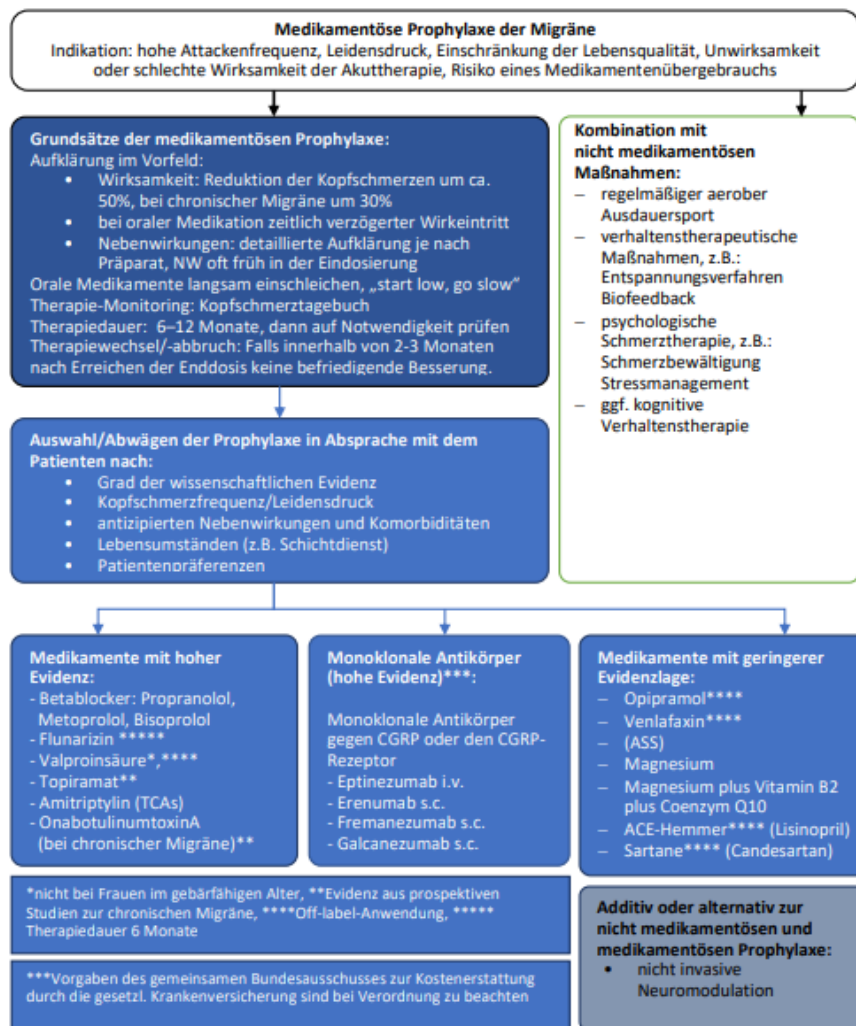 Medikamentöse Prophylaxe der Migräne
Indikation: hohe Attackenfrequenz, Leidensdruck, Einschränkung der Lebensqualität, Unwirksamkeit
oder schlechte Wirksamkeit der Akuttherapie, Risiko eines Medikamentenübergebrauchs
Grundsätze der medikamentösen Prophylaxe:
Aufklärung im Vorfeld:
• Wirksamkeit: Reduktion der Kopfschmerzen um ca.
50%, bei chronischer Migräne um 30%
• bei oraler Medikation zeitlich verzögerter Wirkeintritt
• Nebenwirkungen: detaillierte Aufklärung je nach
Präparat, NW oft früh in der Eindosierung
Orale Medikamente langsam einschleichen, „start low, go slow“
Therapie-Monitoring: Kopfschmerztagebuch
Therapiedauer: 6–12 Monate, dann auf Notwendigkeit prüfen
Therapiewechsel/-abbruch: Falls innerhalb von 2-3 Monaten
nach Erreichen der Enddosis keine befriedigende Besserung.
Kombination mit
nicht medikamentösen
Maßnahmen:
– regelmäßiger aerober
Ausdauersport
– verhaltenstherapeutische
Maßnahmen, z.B.:
Entspannungsverfahren
Biofeedback
– psychologische
Schmerztherapie, z.B.:
Schmerzbewältigung
Stressmanagement
– ggf. kognitive
Verhaltenstherapie
Auswahl/Abwägen der Prophylaxe in Absprache mit dem
Patienten nach:
• Grad der wissenschaftlichen Evidenz
• Kopfschmerzfrequenz/Leidensdruck
• antizipierten Nebenwirkungen und Komorbiditäten
• Lebensumständen (z.B. Schichtdienst)
• Patientenpräferenzen
Medikamente mit hoher
Evidenz:
- Betablocker: Propranolol,
Metoprolol, Bisoprolol
- Flunarizin *****
- Valproinsäure*,****
- Topiramat**
- Amitriptylin (TCAs)
- OnabotulinumtoxinA
(bei chronischer Migräne)**
Monoklonale Antikörper
(hohe Evidenz)***:
Monoklonale Antikörper
gegen CGRP oder den CGRP-
Rezeptor
- Eptinezumab i.v.
- Erenumab s.c.
- Fremanezumab s.c.
- Galcanezumab s.c.
Medikamente mit geringerer
Evidenzlage:
– Opipramol****
– Venlafaxin****
– (ASS)
– Magnesium
– Magnesium plus Vitamin B2
plus Coenzym Q10
– ACE-Hemmer**** (Lisinopril)
– Sartane**** (Candesartan)
*nicht bei Frauen im gebärfähigen Alter, **Evidenz aus prospektiven
Studien zur chronischen Migräne, ****Off-label-Anwendung, *****
Therapiedauer 6 Monate
***Vorgaben des gemeinsamen Bundesausschusses zur Kostenerstattung
durch die gesetzl. Krankenversicherung sind bei Verordnung zu beachten
Additiv oder alternativ zur
nicht medikamentösen und
medikamentösen Prophylaxe:
• nicht invasive
Neuromodulation